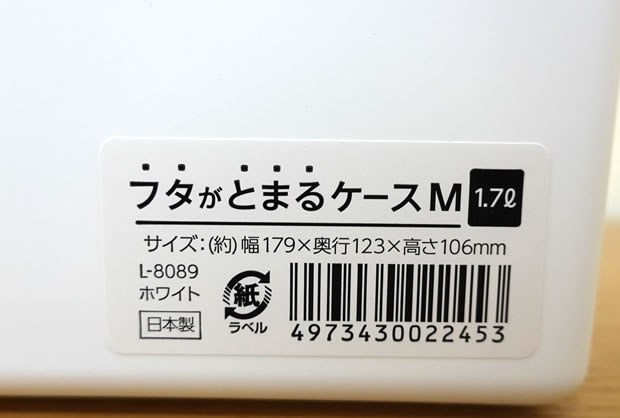 フタがとまるケースM 1.7ℓ
サイズ:(約)幅179×奥行123×高さ106mm
L-8089
ホワイト
日本製
紙
ラベル
4973430022453